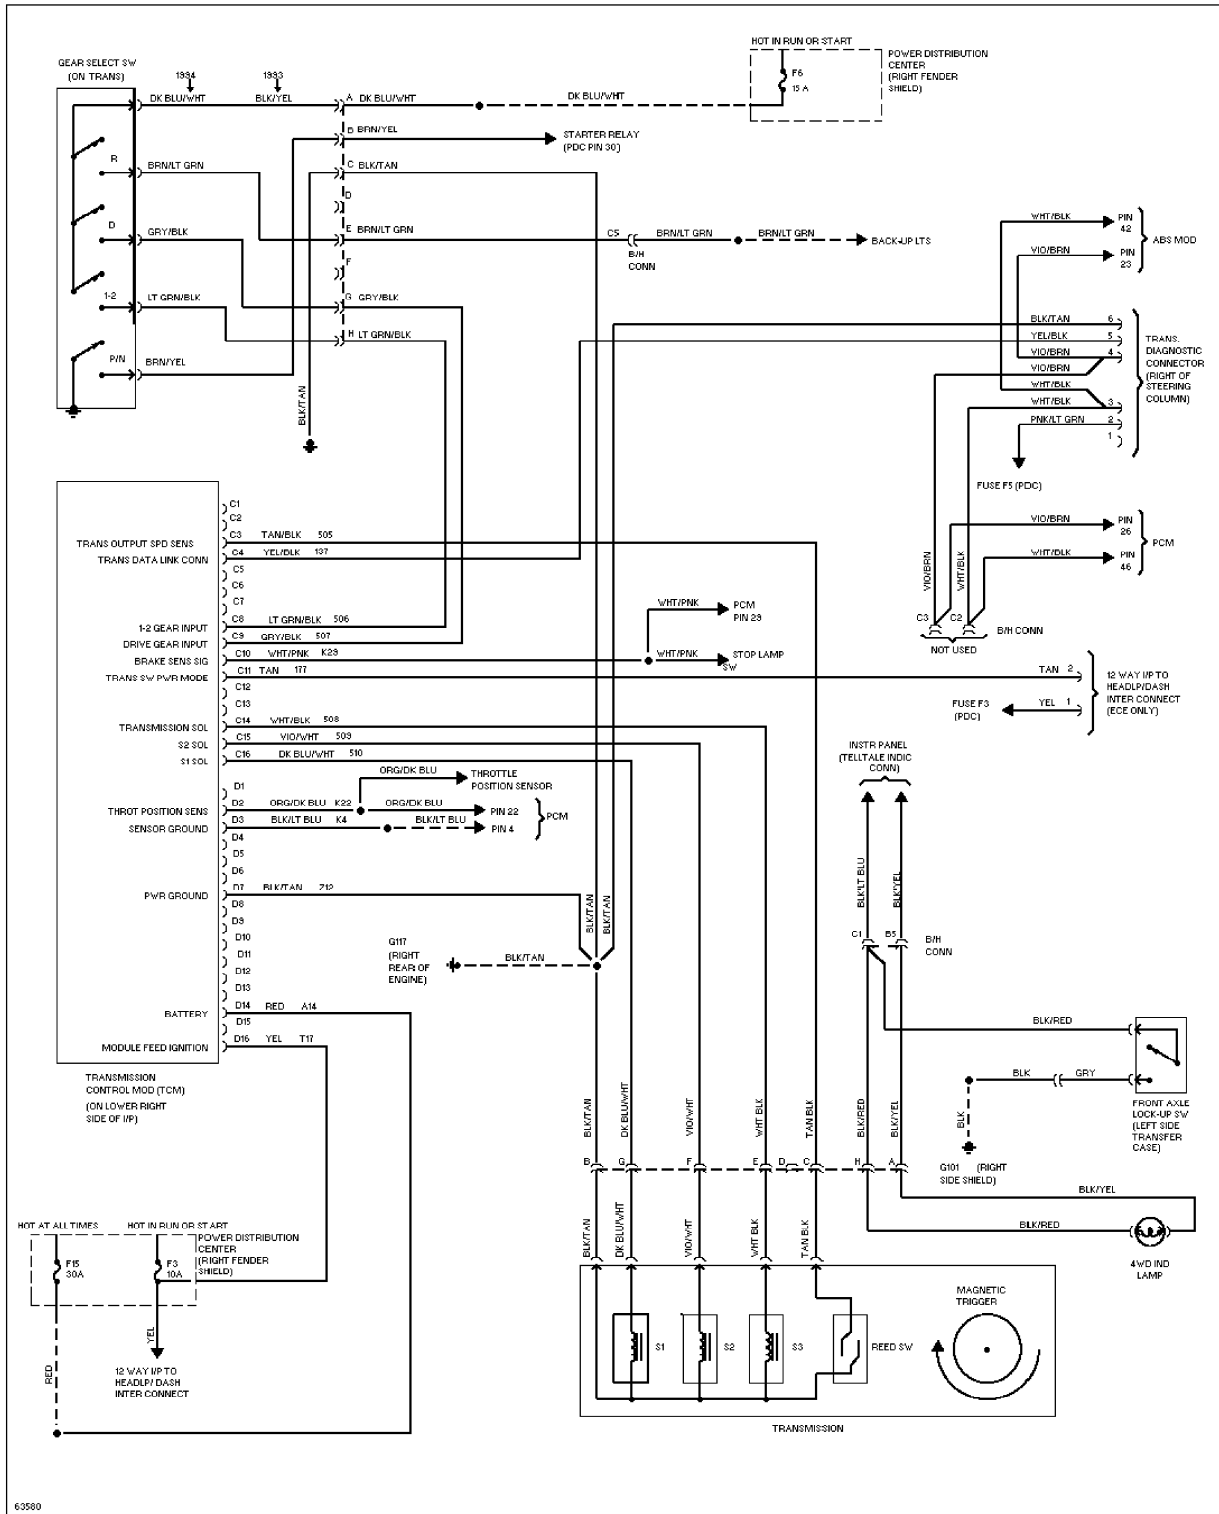 HOT IN RUN OR START
POWER DISTRIBUTION
CENTER
(RIGHT FENDER
SHIELD)
F6
15 A
GEAR SELECT SW
(ON TRANS)
1994
1993
DK BLU/WHT
BLK/YEL
A
DK BLU/WHT
DK BLU/WHT
B
BRN/YEL
STARTER RELAY
(PDC PIN 30)
R
BRN/LT GRN
C
BLK/TAN
D
D
GRY/BLK
E
BRN/LT GRN
C5
BRN/LT GRN
BRN/LT GRN
BACK-UP LTS
B/H
CONN
F
1-2
LT GRN/BLK
G
GRY/BLK
H
LT GRN/BLK
P/N
BRN/YEL
BLK/TAN
WHT/BLK
PIN
42
VIO/BRN
PIN
23
ABS MOD
BLK/TAN
6
YEL/BLK
5
VIO/BRN
4
VIO/BRN
WHT/BLK
WHT/BLK
3
PNK/LT GRN
2
1
TRANS.
DIAGNOSTIC
CONNECTOR
(RIGHT OF
STEERING
COLUMN)
FUSE F5 (PDC)
VIO/BRN
PIN
26
WHT/BLK
PIN
46
PCM
VIO/BRN
WHT/BLK
C3
C2
B/H CONN
NOT USED
C1
C2
TRANS OUTPUT SPD SENS
C3
TAN/BLK
505
TRANS DATA LINK CONN
C4
YEL/BLK
137
C5
C6
C7
1-2 GEAR INPUT
C8
LT GRN/BLK
506
DRIVE GEAR INPUT
C9
GRY/BLK
507
BRAKE SENS SIG
C10
WHT/PNK
K29
TRANS SW PWR MODE
C11
TAN
177
C12
C13
TRANSMISSION SOL
C14
WHT/BLK
508
S2 SOL
C15
VIO/WHT
509
S1 SOL
C16
DK BLU/WHT
510
WHT/PNK
PCM
PIN 29
WHT/PNK
STOP LAMP
SW
TAN
2
YEL
1
FUSE F3
(PDC)
12 WAY I/P TO
HEADLP/DASH
INTER CONNECT
(ECE ONLY)
D1
THROT POSITION SENS
D2
ORG/DK BLU
K22
SENSOR GROUND
D3
BLK/LT BLU
K4
D4
D5
D6
PWR GROUND
D7
BLK/TAN
Z12
D8
D9
D10
D11
D12
D13
BATTERY
D14
RED
A14
D15
MODULE FEED IGNITION
D16
YEL
T17
TRANSMISSION
CONTROL MOD (TCM)
(ON LOWER RIGHT
SIDE OF I/P)
ORG/DK BLU
THROTTLE
POSITION SENSOR
ORG/DK BLU
PIN 22
BLK/LT BLU
PIN 4
PCM
BLK/TAN
BLK/TAN
G117
(RIGHT
REAR OF
ENGINE)
BLK/TAN
INSTR PANEL
(TELLTALE INDIC
CONN)
BLK/LT BLU
BLK/YEL
C1
B5
B/H
CONN
BLK/RED
BLK
GRY
BLK
G101
(RIGHT
SIDE SHIELD)
FRONT AXLE
LOCK-UP SW
(LEFT SIDE
TRANSFER
CASE)
BLK/TAN
DK BLU/WHT
VIO/WHT
WHT BLK
TAN BLK
BLK/RED
BLK/YEL
B
G
F
E
D
C
H
A
BLK/TAN
DK BLU/WHT
VIO/WHT
WHT BLK
TAN BLK
BLK/YEL
BLK/RED
4WD IND
LAMP
HOT AT ALL TIMES
HOT IN RUN OR START
POWER DISTRIBUTION
CENTER
(RIGHT FENDER
SHIELD)
F15
30A
F3
10A
RED
YEL
12 WAY I/P TO
HEADLP/ DASH
INTER CONNECT
S1
S2
S3
REED SW
MAGNETIC
TRIGGER
TRANSMISSION
63580